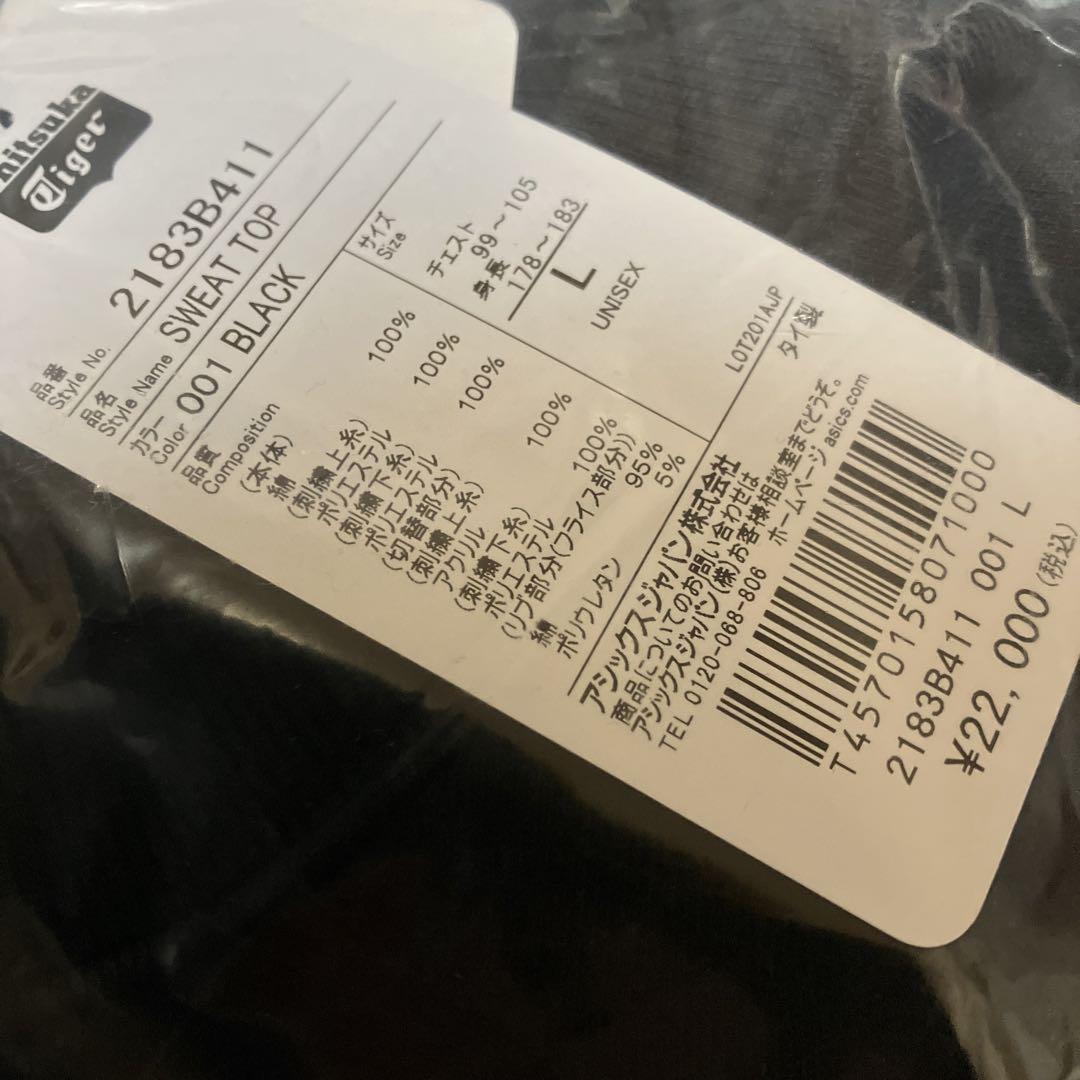 nitsuka
Tiger
品番
Style No.
2183B411
品名
Style Name
SWEAT TOP
カラー
Color
001 BLACK
品質
Composition
(本体)
綿
100%
(刺繍上糸)
ポリエステル
100%
(刺繍下糸)
ポリエステル
100%
(切替部分)
(刺繍上糸)
アクリル
100%
(刺繍下糸)
ポリエステル
100%
(リブ部分(フライス部分))
綿
95%
ポリウレタン
5%
サイズ
Size
チェスト
99～105
身長
178～183
L
UNISEX
LOT201AJP
タイ製
アシックスジャパン株式会社
商品についてのお問い合わせは
アシックスジャパン(株)お客様相談室までどうぞ。
TEL 0120-068-806
ホームページ asics.com
T4570158071000
2183B411 001 L
¥22,000(税込)